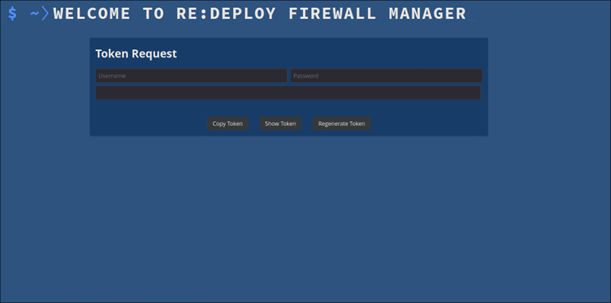 $ ~> WELCOME TO RE:DEPLOY FIREWALL MANAGER
Token Request
Username Password
Copy Token Show Token Regenerate Token